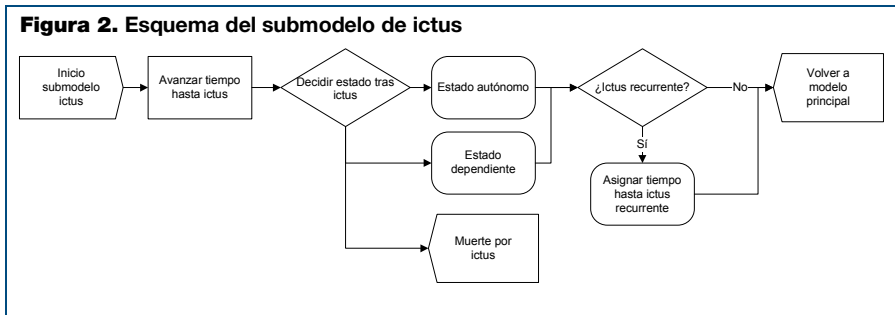 Figura 2. Esquema del submodelo de ictus
Inicio
submodelo
ictus
Avanzar tiempo
hasta ictus
Decidir estado tras
ictus
Estado autónomo
¿Ictus recurrente?
No
Volver a
modelo
principal
Estado
dependiente
Sí
Asignar tiempo
hasta ictus
recurrente
Muerte por
ictus